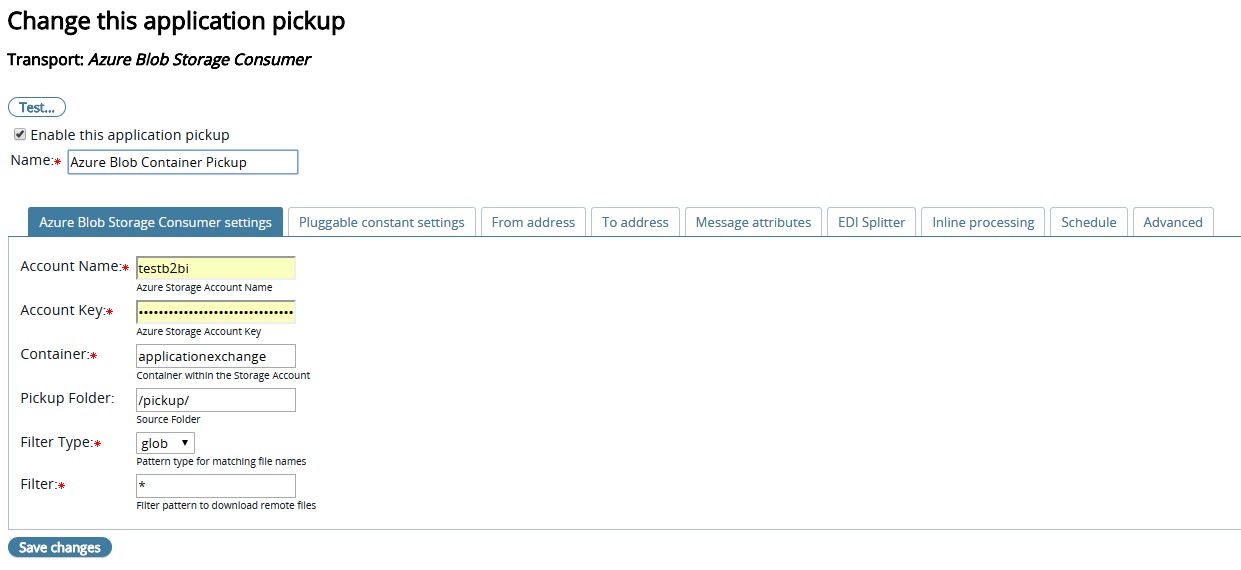 Change this application pickup
Transport: Azure Blob Storage Consumer
Test...
Enable this application pickup
Name:* Azure Blob Container Pickup
Azure Blob Storage Consumer settings Pluggable constant settings From address To address Message attributes EDI Splitter Inline processing Schedule Advanced
Account Name:* testb2bi
Azure Storage Account Name
Account Key:* ••••••••••••••••••••••••••••••••
Azure Storage Account Key
Container:* applicationexchange
Container within the Storage Account
Pickup Folder: /pickup/
Source Folder
Filter Type:* glob
Pattern type for matching file names
Filter:* *
Filter pattern to download remote files
Save changes